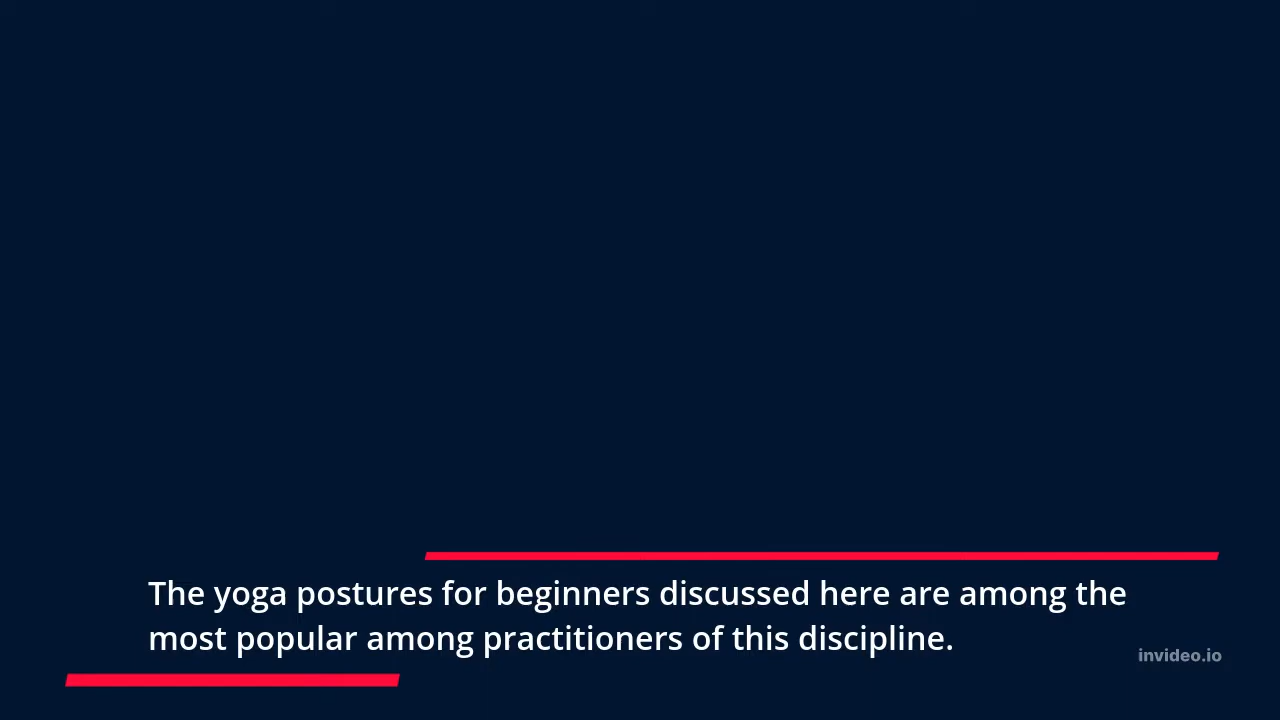 The yoga postures for beginners discussed here are among the
most popular among practitioners of this discipline.
invideo.io